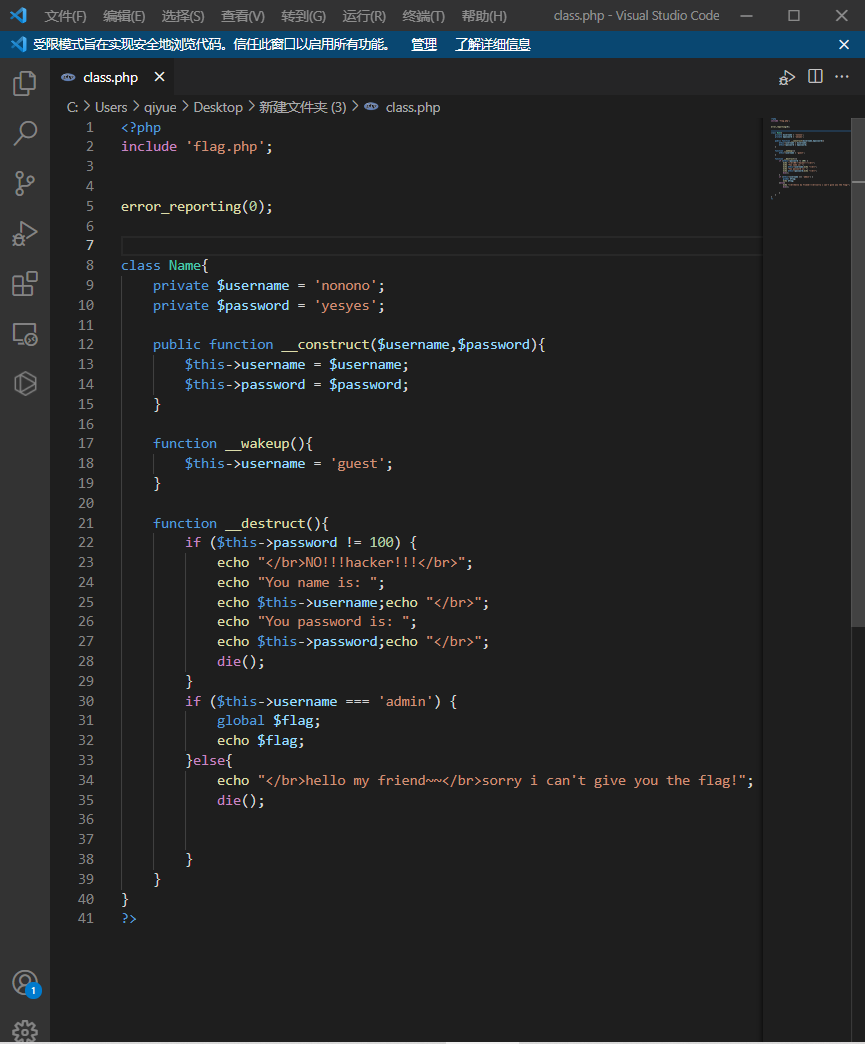 文件(F) 编辑(E) 选择(S) 查看(V) 转到(G) 运行(R) 终端(T) 帮助(H) class.php - Visual Studio Code
受限模式旨在实现安全地浏览代码。信任此窗口以启用所有功能。 管理 了解详细信息
class.php
C: > Users > qiyue > Desktop > 新建文件夹 (3) > class.php
1 <?php
2 include 'flag.php';
3
4
5 error_reporting(0);
6
7
8 class Name{
9     private $username = 'nonono';
10     private $password = 'yesyes';
11
12     public function __construct($username,$password){
13         $this->username = $username;
14         $this->password = $password;
15     }
16
17     function __wakeup(){
18         $this->username = 'guest';
19     }
20
21     function __destruct(){
22         if ($this->password != 100) {
23             echo "</br>NO!!!hacker!!!</br>";
24             echo "You name is: ";
25             echo $this->username;echo "</br>";
26             echo "You password is: ";
27             echo $this->password;echo "</br>";
28             die();
29         }
30         if ($this->username === 'admin') {
31             global $flag;
32             echo $flag;
33         }else{
34             echo "</br>hello my friend~~</br>sorry i can't give you the flag!";
35             die();
36
37
38         }
39     }
40 }
41 ?>
1